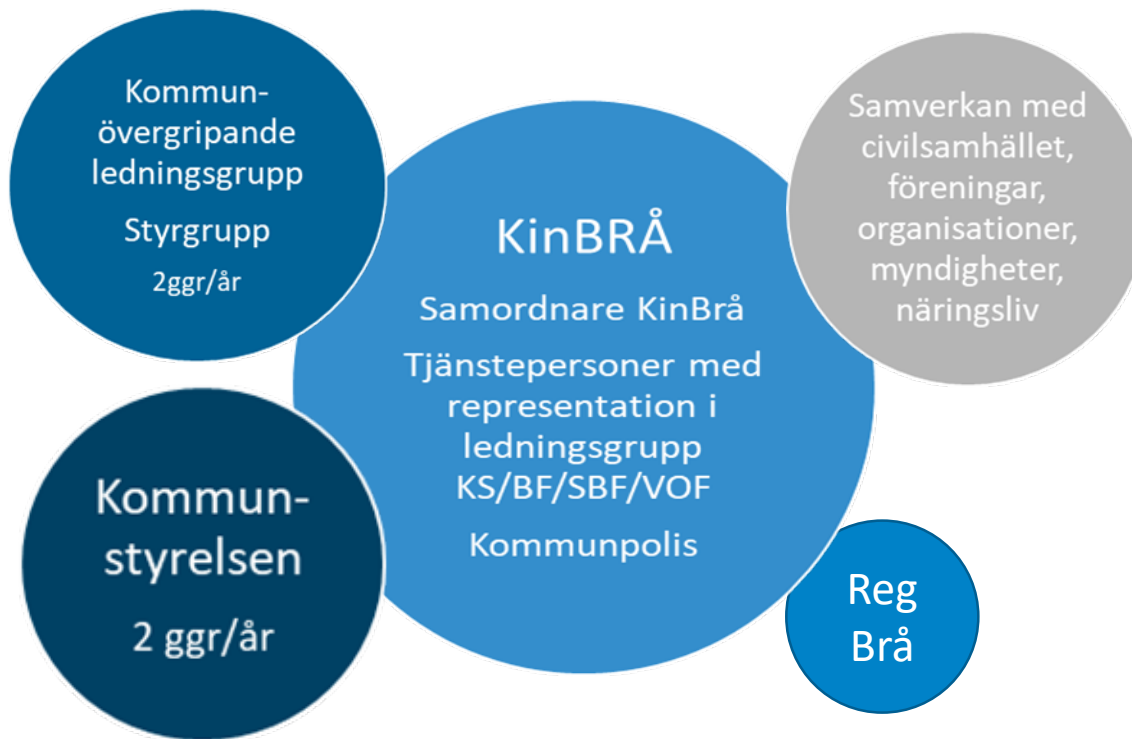 Kommun-
övergripande
ledningsgrupp
Styrgrupp
2ggr/år
Kommun-
styrelsen
2 ggr/år
KinBRÅ
Samordnare KinBrå
Tjänstepersoner med
representation i
ledningsgrupp
KS/BF/SBF/VOF
Kommunpolis
Samverkan med
civilsamhället,
föreningar,
organisationer,
myndigheter,
näringsliv
Reg
Brå